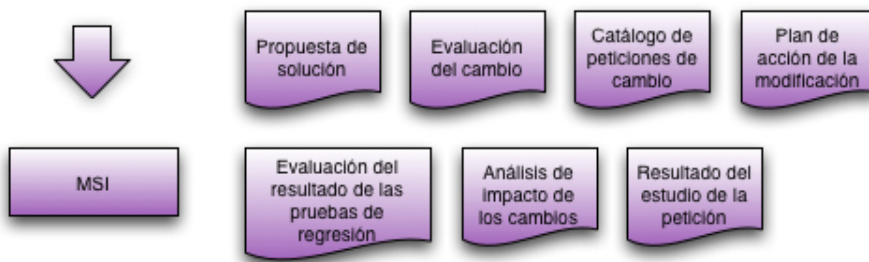 Propuesta de
solución
Evaluación
del cambio
Catálogo de
peticiones de
cambio
Plan de
acción de la
modificación
MSI
Evaluación del
resultado de las
pruebas de
regresión
Análisis de
impacto de
los cambios
Resultado del
estudio de la
petición